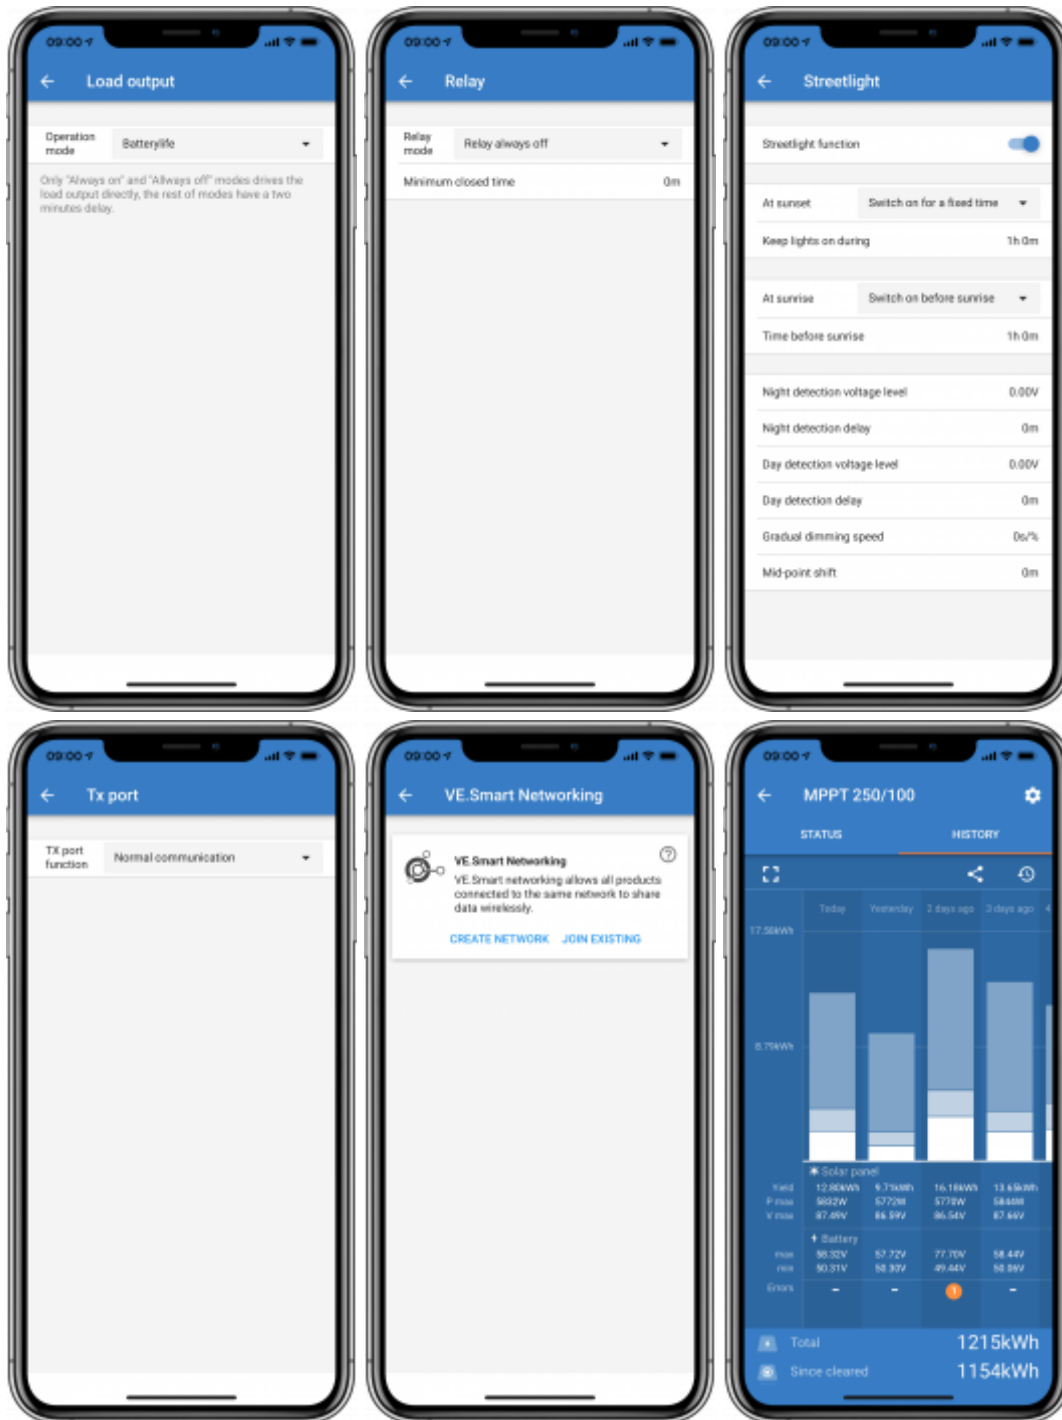 09:00
Load output
Operation mode
Batterylife
Only "Always on" and "Allways off" modes drives the
load output directly, the rest of modes have a two
minutes delay.
09:00
Relay
Relay mode
Relay always off
Minimum closed time 0m
09:00
Streetlight
Streetlight function
At sunset Switch on for a fixed time
Keep lights on during 1h 0m
At sunrise Switch on before sunrise
Time before sunrise 1h 0m
Night detection voltage level 0.00V
Night detection delay 0m
Day detection voltage level 0.00V
Day detection delay 0m
Gradual dimming speed 0s/%
Mid-point shift 0m
09:00
Tx port
TX port function
Normal communication
09:00
VE.Smart Networking
VE.Smart Networking
VE.Smart networking allows all products
connected to the same network to share
data wirelessly.
CREATE NETWORK JOIN EXISTING
09:00
MPPT 250/100
STATUS HISTORY
Today Yesterday 2 days ago 3 days ago 4
17.58kWh
8.79kWh
Solar panel
Yield 12.80kWh 9.71kWh 16.18kWh 13.65kWh
P max 5832W 5772W 5770W 5844W
V max 87.49V 86.59V 86.54V 87.66V
Battery
max 58.32V 57.72V 77.70V 58.44V
min 50.31V 50.30V 49.44V 50.06V
Errors – – 1 –
Total 1215kWh
Since cleared 1154kWh